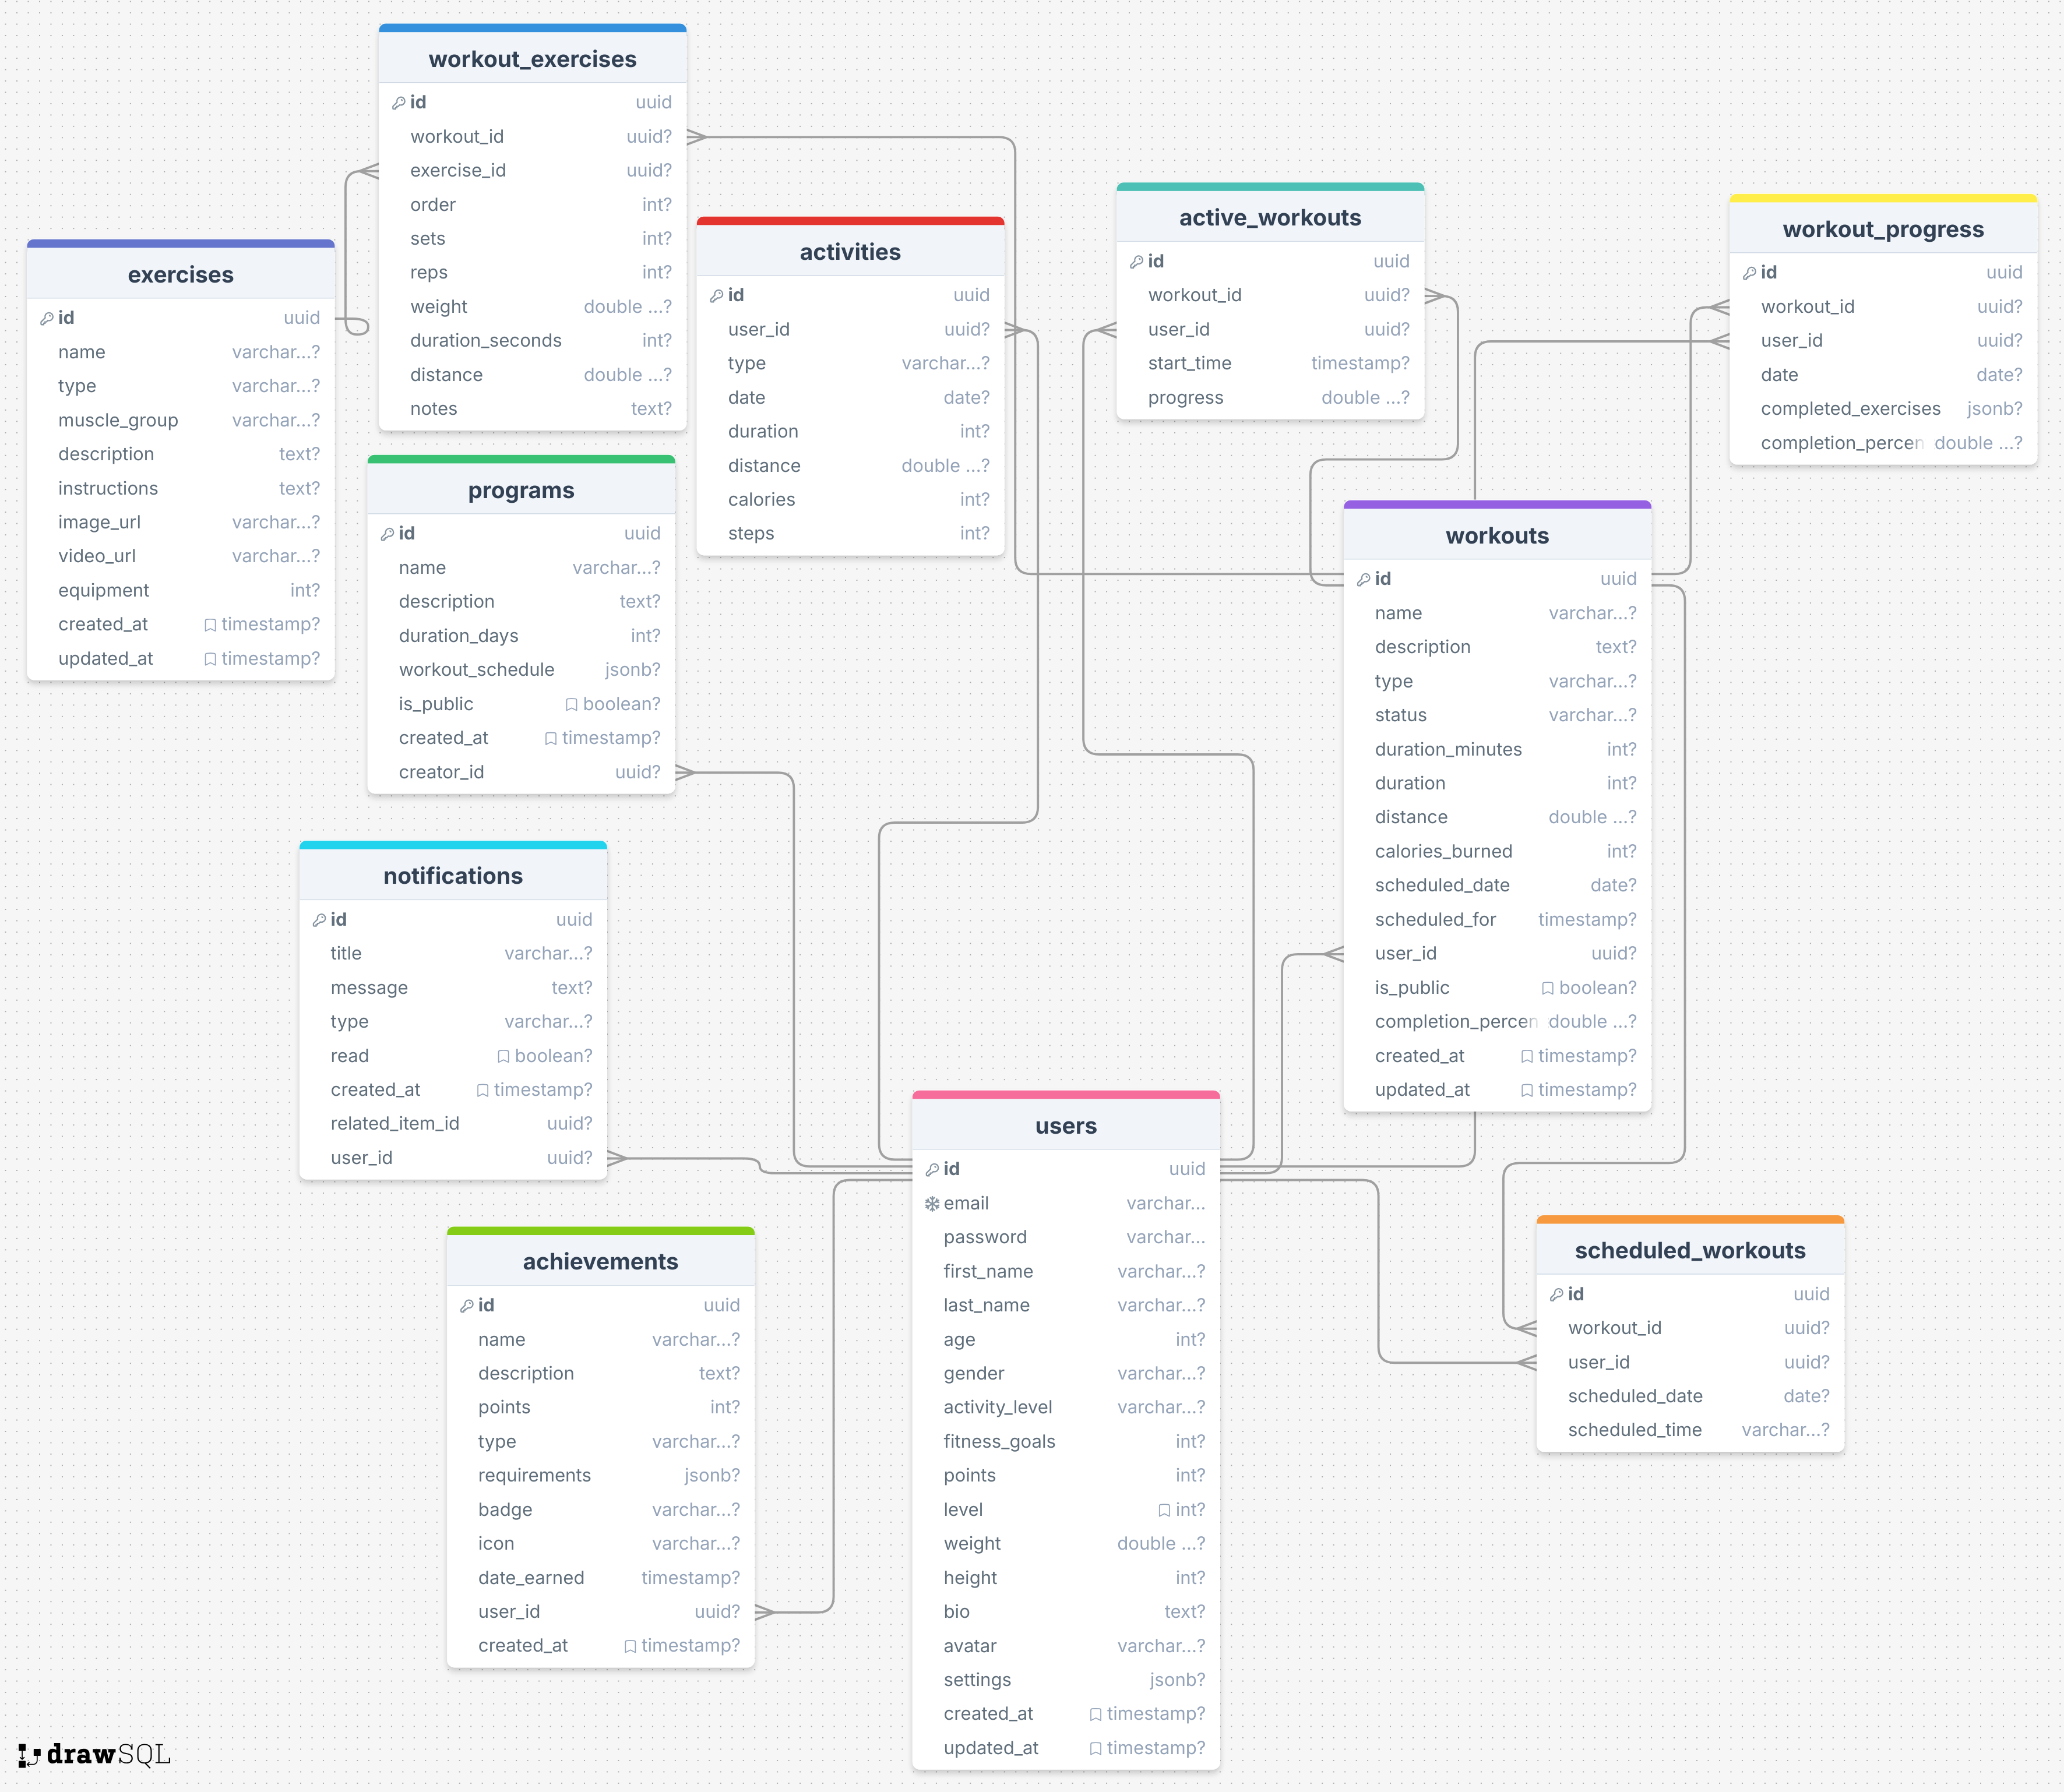 workout_exercises
id uuid
workout_id uuid?
exercise_id uuid?
order int?
sets int?
reps int?
weight double ...?
duration_seconds int?
distance double ...?
notes text?
activities
id uuid
user_id uuid?
type varchar...?
date date?
duration int?
distance double ...?
calories int?
steps int?
active_workouts
id uuid
workout_id uuid?
user_id uuid?
start_time timestamp?
progress double ...?
workout_progress
id uuid
workout_id uuid?
user_id uuid?
date date?
completed_exercises jsonb?
completion_percen double ...?
exercises
id uuid
name varchar...?
type varchar...?
muscle_group varchar...?
description text?
instructions text?
image_url varchar...?
video_url varchar...?
equipment int?
created_at timestamp?
updated_at timestamp?
programs
id uuid
name varchar...?
description text?
duration_days int?
workout_schedule jsonb?
is_public boolean?
created_at timestamp?
creator_id uuid?
workouts
id uuid
name varchar...?
description text?
type varchar...?
status varchar...?
duration_minutes int?
duration int?
distance double ...?
calories_burned int?
scheduled_date date?
scheduled_for timestamp?
user_id uuid?
is_public boolean?
completion_percen double ...?
created_at timestamp?
updated_at timestamp?
notifications
id uuid
title varchar...?
message text?
type varchar...?
read boolean?
created_at timestamp?
related_item_id uuid?
user_id uuid?
users
id uuid
email varchar...
password varchar...
first_name varchar...?
last_name varchar...?
age int?
gender varchar...?
activity_level varchar...?
fitness_goals int?
points int?
level int?
weight double ...?
height int?
bio text?
avatar varchar...?
settings jsonb?
created_at timestamp?
updated_at timestamp?
achievements
id uuid
name varchar...?
description text?
points int?
type varchar...?
requirements jsonb?
badge varchar...?
icon varchar...?
date_earned timestamp?
user_id uuid?
created_at timestamp?
scheduled_workouts
id uuid
workout_id uuid?
user_id uuid?
scheduled_date date?
scheduled_time varchar...?
drawSQL